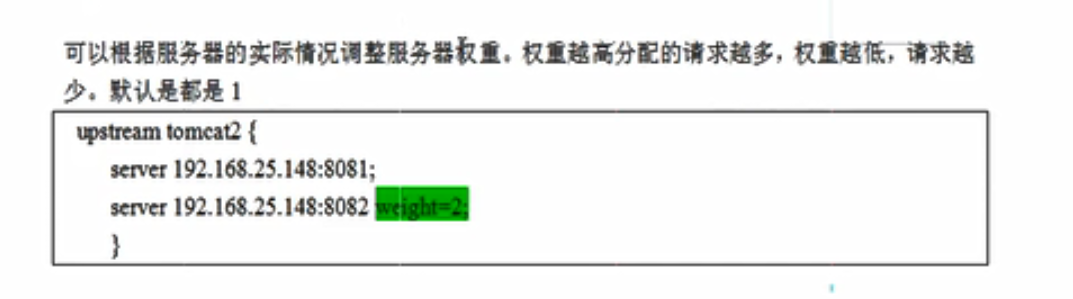 可以根据服务器的实际情况调整服务器权重。权重越高分配的请求越多，权重越低，请求越
少。默认是都是 1
upstream tomcat2 {
server 192.168.25.148:8081;
server 192.168.25.148:8082 weight=2;
}